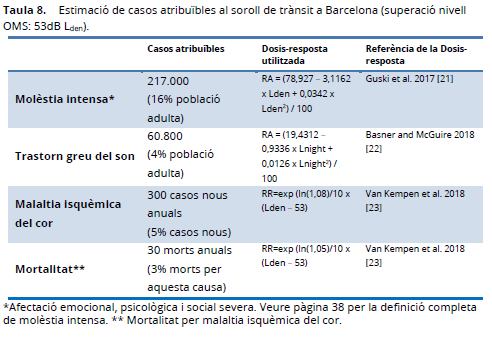 Taula 8. Estimació de casos atribuïbles al soroll de trànsit a Barcelona (superació nivell
OMS: 53dB Lden).
Casos atribuïbles
Dosis-resposta
utilitzada
Referència de la Dosis-
resposta
Molèstia intensa*
217.000
(16% població
adulta)
RA = (78,927 – 3,1162
x Lden + 0,0342 x
Lden²) / 100
Guski et al. 2017 [21]
Trastorn greu del son
60.800
(4% població
adulta)
RA = (19,4312 –
0,9336 x Lnight +
0,0126 x Lnight²) /
100
Basner and McGuire 2018
[22]
Malaltia isquèmica
del cor
300 casos nous
anuals
(5% casos nous)
RR=exp (ln(1,08)/10 x
(Lden – 53)
Van Kempen et al. 2018
[23]
Mortalitat**
30 morts anuals
(3% morts per
aquesta causa)
RR=exp (ln(1,05)/10 x
(Lden – 53)
Van Kempen et al. 2018
[23]
*Afectació emocional, psicològica i social severa. Veure pàgina 38 per la definició completa
de molèstia intensa. ** Mortalitat per malaltia isquèmica del cor.